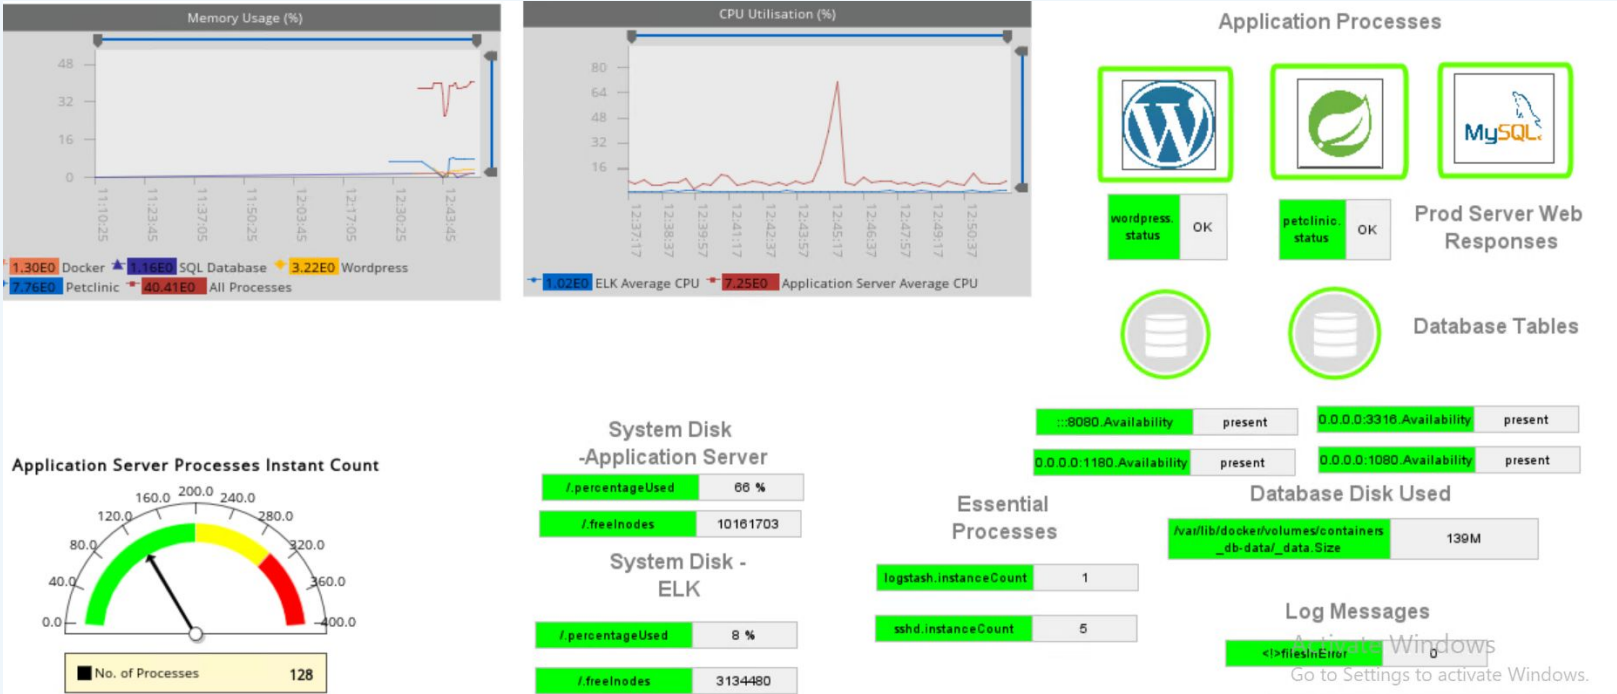 Memory Usage (%)
48
32
16
0
11:10:25
11:23:45
11:37:05
11:50:25
12:03:45
12:17:05
12:30:25
12:43:45
1.30E0 Docker 1.16E0 SQL Database 3.22E0 Wordpress
7.76E0 Petclinic 40.41E0 All Processes
CPU Utilisation (%)
80
64
48
32
16
12:37:17
12:38:37
12:39:57
12:41:17
12:42:37
12:43:57
12:45:17
12:46:37
12:47:57
12:49:17
12:50:37
1.02E0 ELK Average CPU 7.25E0 Application Server Average CPU
Application Processes
W
MySQL
wordpress.
status
OK
petclinic.
status
OK
Prod Server Web
Responses
Database Tables
:::8080.Availability present
0.0.0.0:3316.Availability present
0.0.0.0:1180.Availability present
0.0.0.0:1080.Availability present
Application Server Processes Instant Count
0.0
40.0
80.0
120.0
160.0
200.0
240.0
280.0
320.0
360.0
400.0
No. of Processes 128
System Disk
-Application Server
/.percentageUsed 66 %
/.freeInodes 10161703
System Disk -
ELK
/.percentageUsed 8 %
/.freeInodes 3134480
Essential
Processes
logstash.instanceCount 1
sshd.instanceCount 5
Database Disk Used
/var/lib/docker/volumes/containers
_db-data/_data.Size
139M
Log Messages
<!>filesInError 0
Activate Windows
Go to Settings to activate Windows.